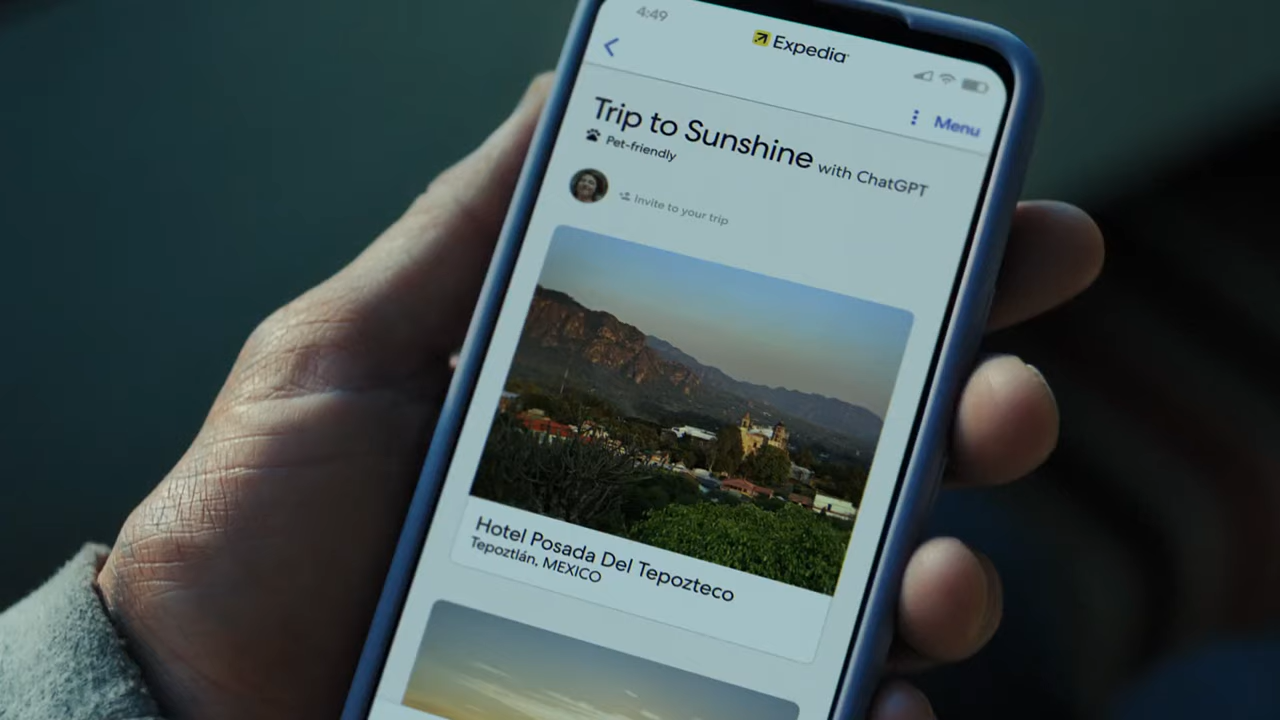 4:49
Expedia
Menu
Trip to Sunshine with ChatGPT
Pet-friendly
Invite to your trip
Hotel Posada Del Tepozteco
Tepoztlán, MEXICO